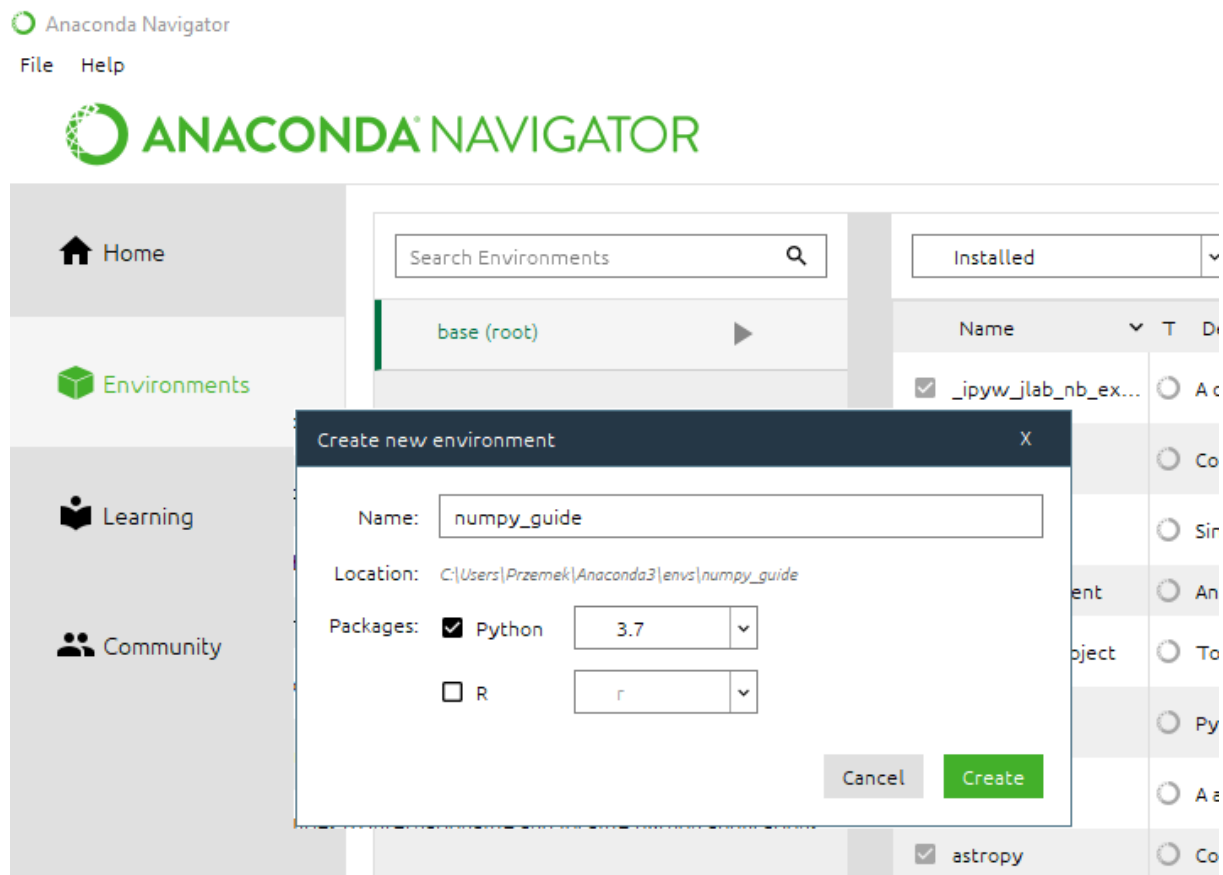 Anaconda Navigator
File Help
ANACONDA NAVIGATOR
Home
Environments
Learning
Community
Search Environments
base (root)
Installed
Name T
_ipyw_jlab_nb_ex...
A
astropy
Create new environment X
Name: numpy_guide
Location: C:\Users\Przemek\Anaconda3\envs\numpy_guide
Packages: Python 3.7
R r
Cancel Create